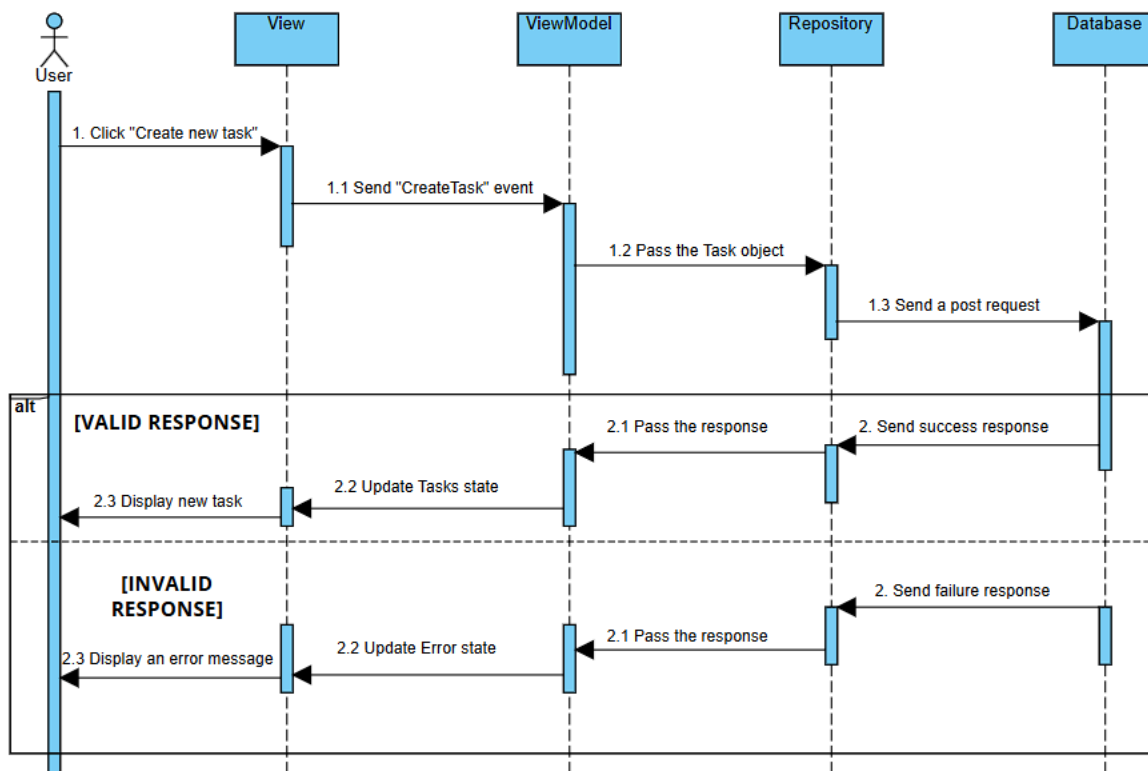 View
ViewModel
Repository
Database
User
1. Click "Create new task"
1.1 Send "CreateTask" event
1.2 Pass the Task object
1.3 Send a post request
alt
[VALID RESPONSE]
2.1 Pass the response
2. Send success response
2.2 Update Tasks state
2.3 Display new task
[INVALID
RESPONSE]
2. Send failure response
2.1 Pass the response
2.2 Update Error state
2.3 Display an error message